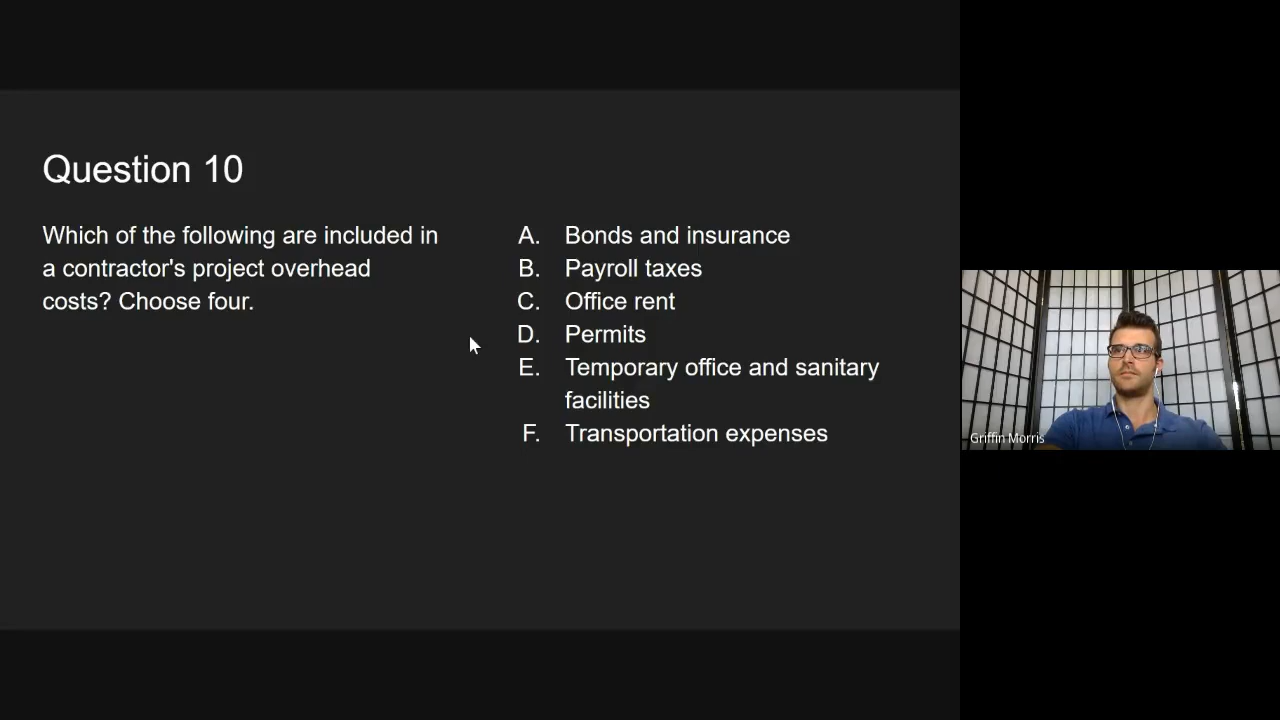 Question 10
Which of the following are included in
a contractor's project overhead
costs? Choose four.
A. Bonds and insurance
B. Payroll taxes
C. Office rent
D. Permits
E. Temporary office and sanitary
facilities
F. Transportation expenses
Griffin Morris